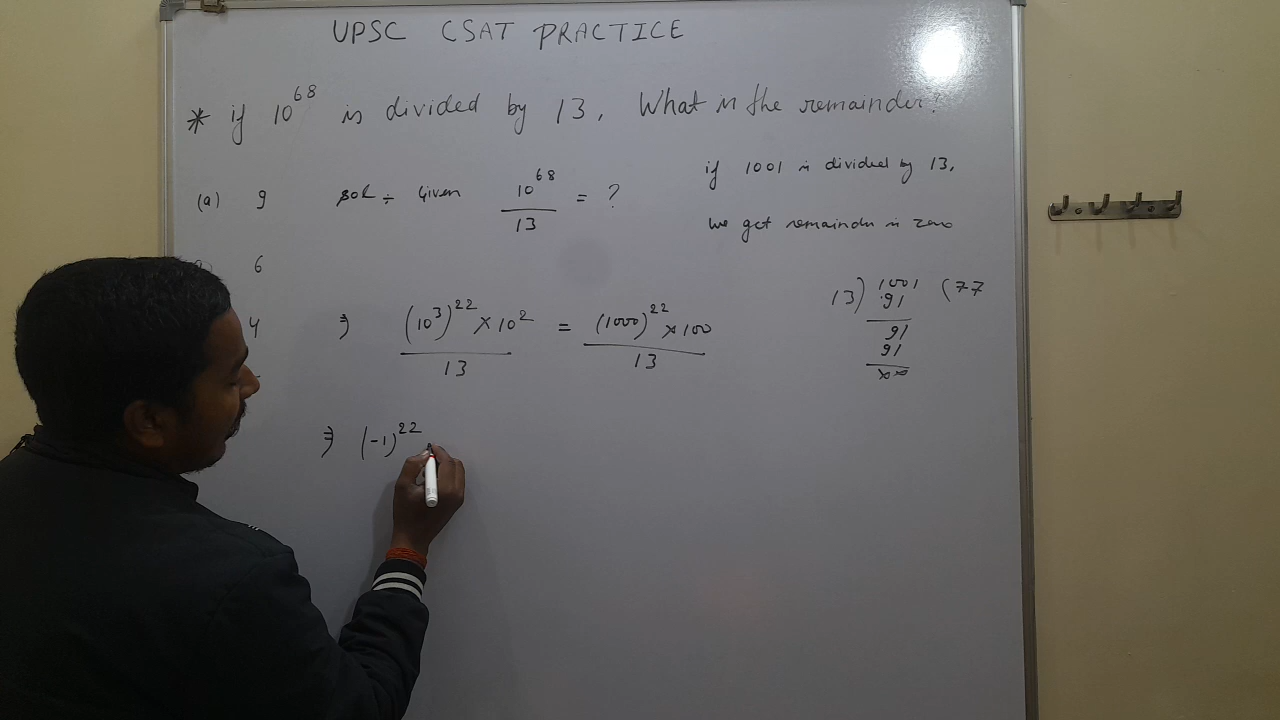 UPSC CSAT PRACTICE
* if 10^68 is divided by 13, What is the remainder?
(a) 9
6
4
sol ÷ Given 10^68 / 13 = ?
if 1001 is divided by 13,
we get remainder is zero
13) 1001 (77
91
91
91
xx
⇒ (10^3)^22 × 10^2 / 13 = (1000)^22 × 100 / 13
⇒ (-1)^22